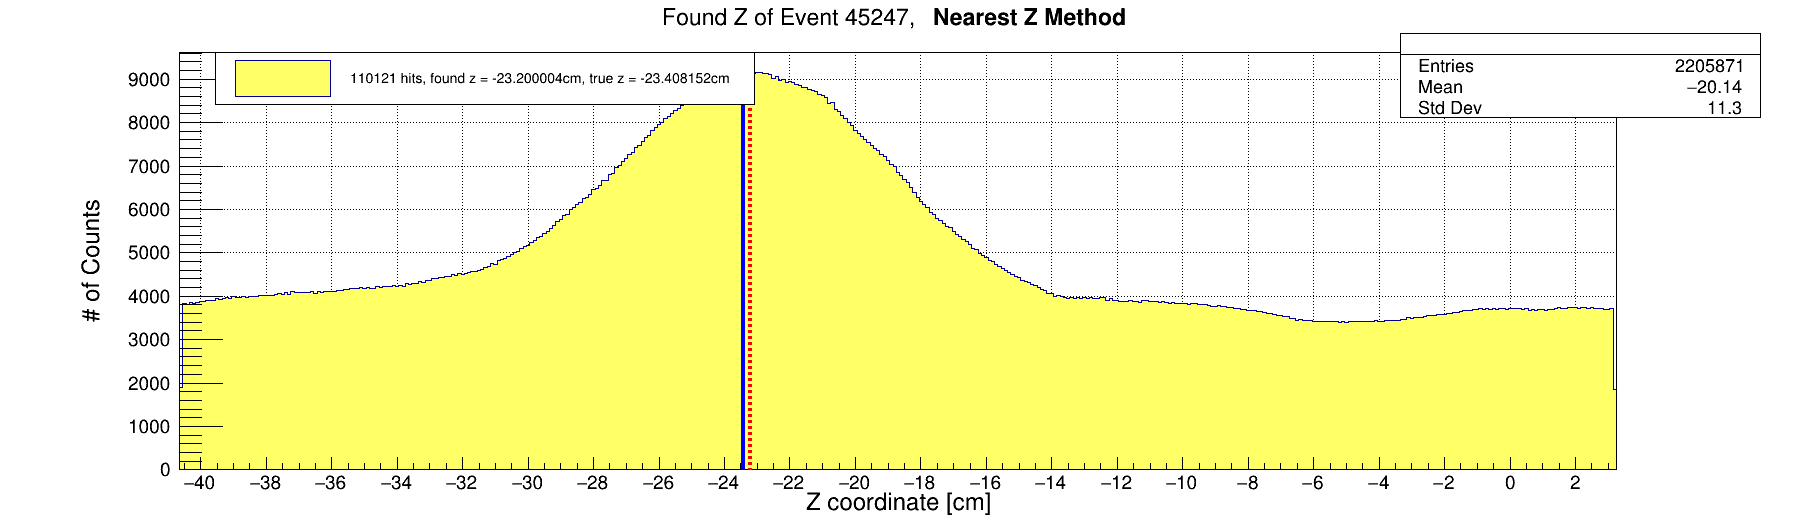 Found Z of Event 45247, Nearest Z Method
110121 hits, found z = -23.200004cm, true z = -23.408152cm
Entries 2205871
Mean −20.14
Std Dev 11.3
# of Counts
9000
8000
7000
6000
5000
4000
3000
2000
1000
0
−40 −38 −36 −34 −32 −30 −28 −26 −24 −22 −20 −18 −16 −14 −12 −10 −8 −6 −4 −2 0 2
Z coordinate [cm]